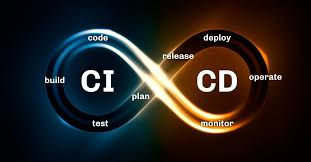 code
deploy
release
build
CI
CD
operate
plan
test
monitor